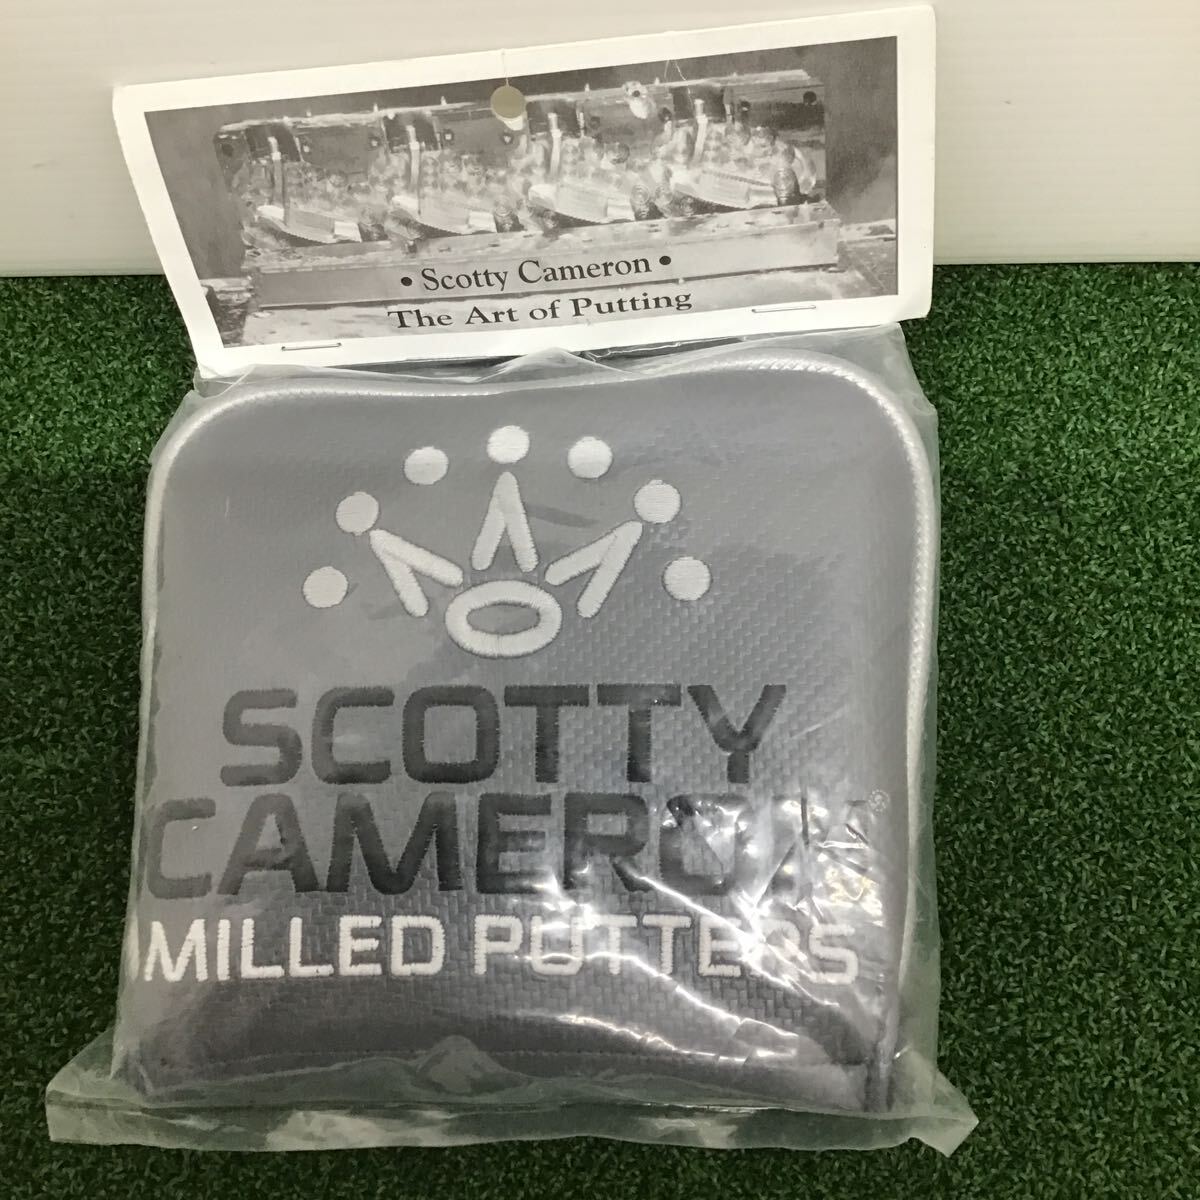 • Scotty Cameron •
The Art of Putting
SCOTTY
CAMERON®
MILLED PUTTERS